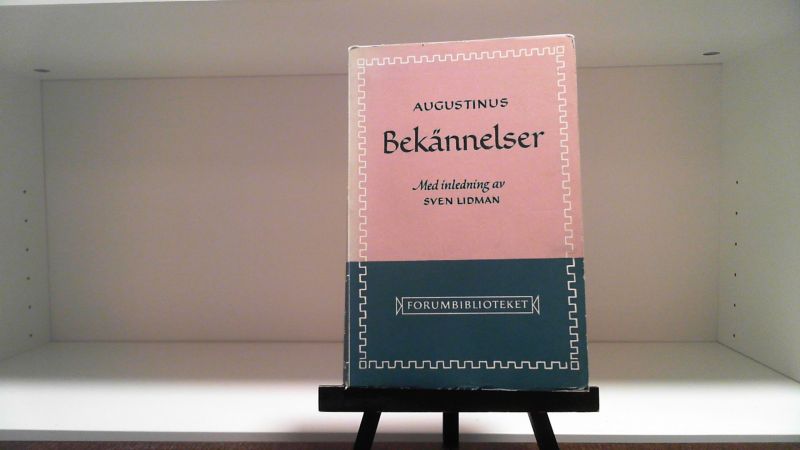 AUGUSTINUS
Bekännelser
Med inledning av
SVEN LIDMAN
FORUMBIBLIOTEKET